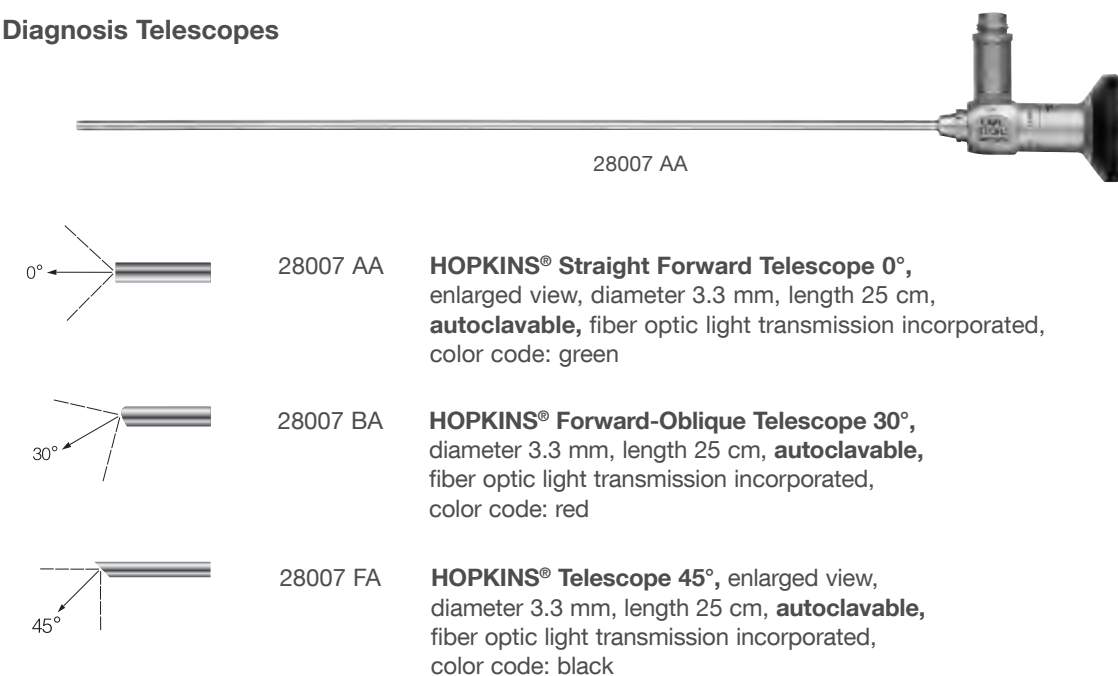 Diagnosis Telescopes
28007 AA
0°
28007 AA
HOPKINS® Straight Forward Telescope 0°,
enlarged view, diameter 3.3 mm, length 25 cm,
autoclavable, fiber optic light transmission incorporated,
color code: green
30°
28007 BA
HOPKINS® Forward-Oblique Telescope 30°,
diameter 3.3 mm, length 25 cm, autoclavable,
fiber optic light transmission incorporated,
color code: red
45°
28007 FA
HOPKINS® Telescope 45°, enlarged view,
diameter 3.3 mm, length 25 cm, autoclavable,
fiber optic light transmission incorporated,
color code: black